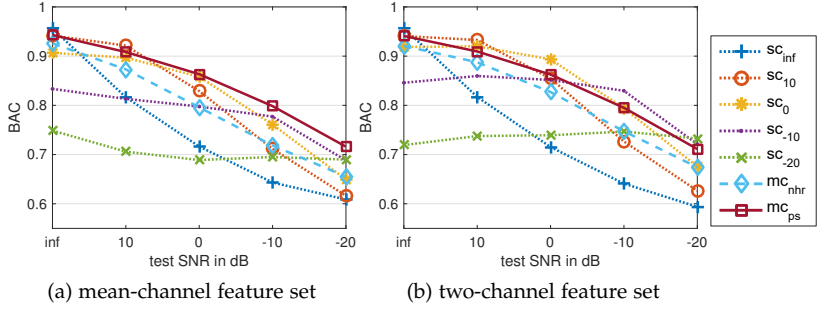 1
0.9
0.8
0.7
0.6
BAC
inf 10 0 -10 -20
test SNR in dB
(a) mean-channel feature set
1
0.9
0.8
0.7
0.6
BAC
inf 10 0 -10 -20
test SNR in dB
(b) two-channel feature set
sc_inf
sc_10
sc_0
sc_-10
sc_-20
mc_nhr
mc_ps